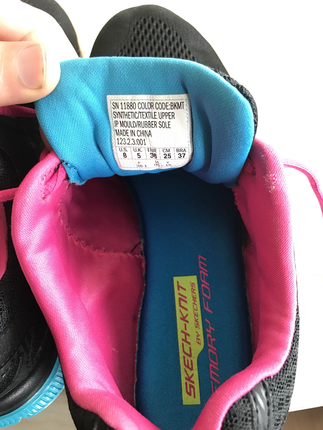 SN 11880 COLOR CODE:BKMT
SYNTHETIC/TEXTILE UPPER
IP MOULD/RUBBER SOLE
MADE IN CHINA
123.2.3.001
U.S. U.K. EUR CM BRA
8 5 38 25 37
SKECH-KNIT
BY SKECHERS
MEMORY FOAM